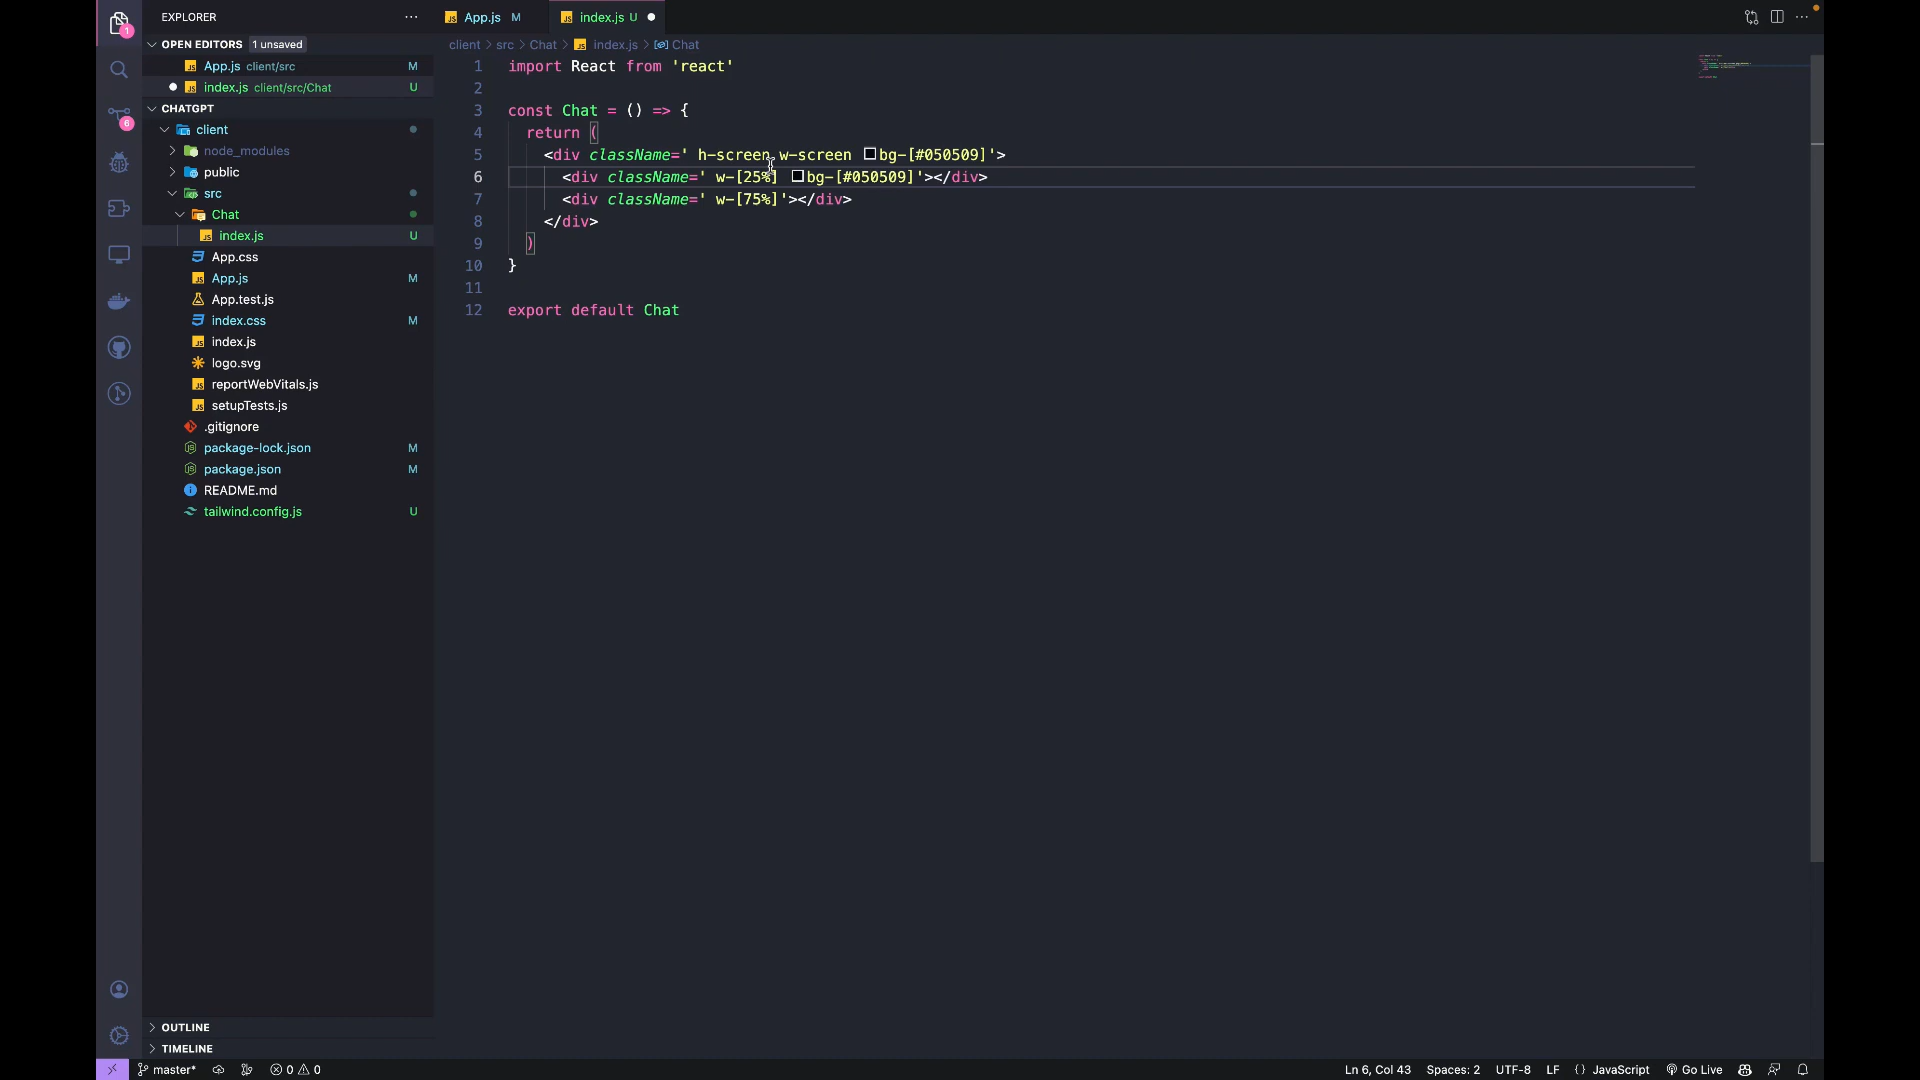 EXPLORER
OPEN EDITORS 1 unsaved
App.js client/src M
index.js client/src/Chat U
CHATGPT
client
node_modules
public
src
Chat
index.js U
App.css
App.js M
App.test.js
index.css M
index.js
logo.svg
reportWebVitals.js
setupTests.js
.gitignore
package-lock.json M
package.json M
README.md
tailwind.config.js U
OUTLINE
TIMELINE
1
6
App.js M
index.js U
client > src > Chat > index.js > Chat
1 import React from 'react'
2
3 const Chat = () => {
4 return (
5 <div className=' h-screen w-screen bg-[#050509]'>
6 <div className=' w-[25%] bg-[#050509]'></div>
7 <div className=' w-[75%]'></div>
8 </div>
9 )
10 }
11
12 export default Chat
master* 0 0 Ln 6, Col 43 Spaces: 2 UTF-8 LF {} JavaScript Go Live